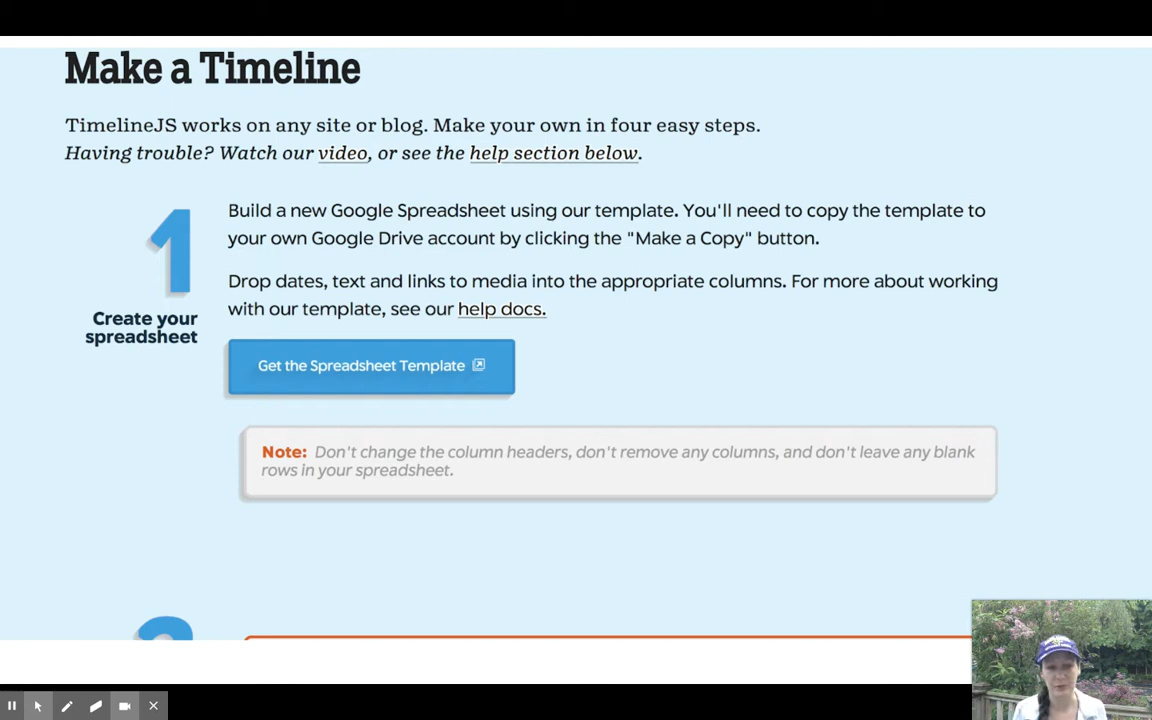 Make a Timeline
TimelineJS works on any site or blog. Make your own in four easy steps.
Having trouble? Watch our video, or see the help section below.
1
Create your
spreadsheet
Build a new Google Spreadsheet using our template. You'll need to copy the template to
your own Google Drive account by clicking the "Make a Copy" button.
Drop dates, text and links to media into the appropriate columns. For more about working
with our template, see our help docs.
Get the Spreadsheet Template
Note: Don't change the column headers, don't remove any columns, and don't leave any blank
rows in your spreadsheet.